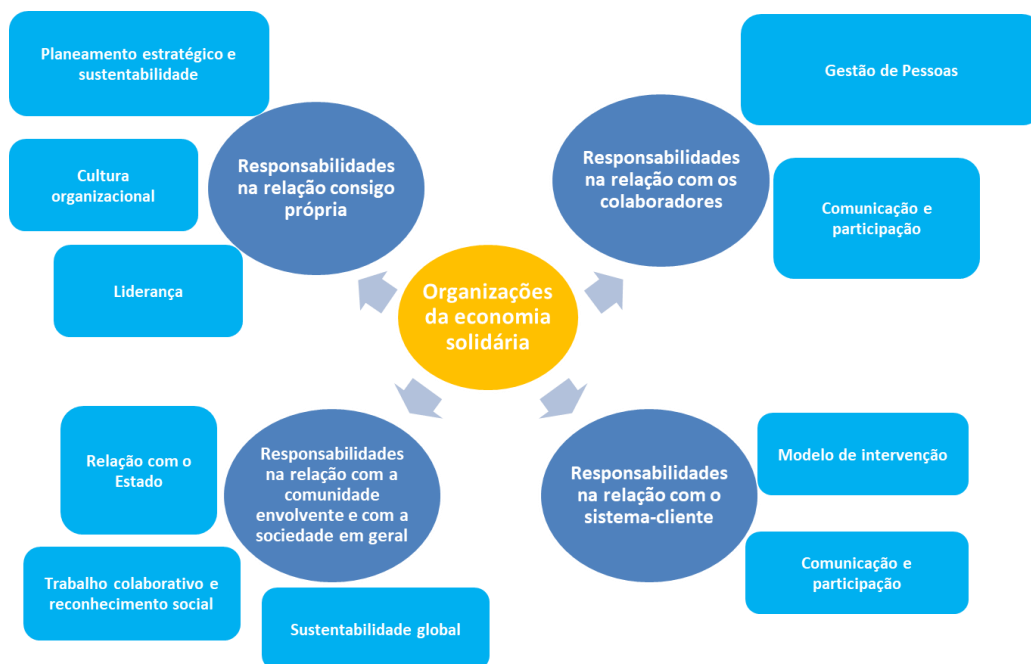 Planeamento estratégico e
sustentabilidade
Cultura
organizacional
Liderança
Responsabilidades
na relação consigo
própria
Gestão de Pessoas
Responsabilidades
na relação com os
colaboradores
Comunicação e
participação
Organizações
da economia
solidária
Relação com o
Estado
Responsabilidades
na relação com a
comunidade
envolvente e com a
sociedade em geral
Trabalho colaborativo e
reconhecimento social
Sustentabilidade global
Responsabilidades
na relação com o
sistema-cliente
Modelo de intervenção
Comunicação e
participação